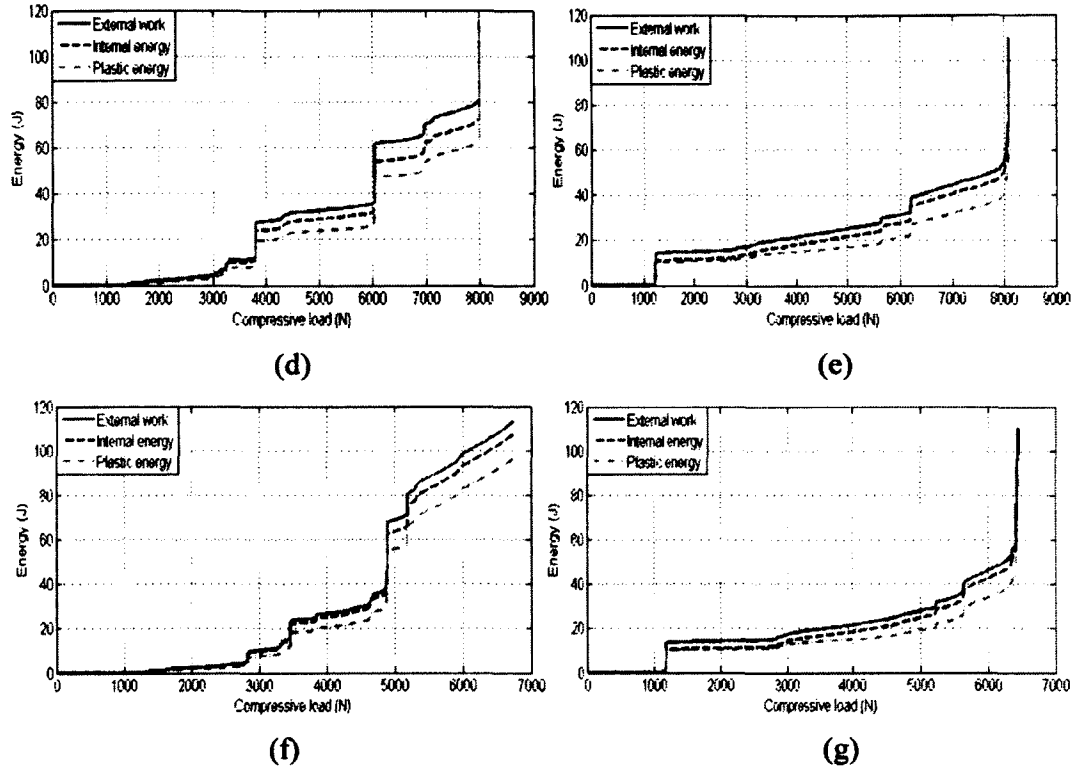 120
100
80
60
40
20
0
Energy (J)
External work
Internal energy
Plastic energy
0 1000 2000 3000 4000 5000 6000 7000 8000 9000
Compressive load (N)
(d)
120
100
80
60
40
20
0
Energy (J)
External work
Internal energy
Plastic energy
0 1000 2000 3000 4000 5000 6000 7000 8000 9000
Compressive load (N)
(e)
120
100
80
60
40
20
0
Energy (J)
External work
Internal energy
Plastic energy
0 1000 2000 3000 4000 5000 6000 7000
Compressive load (N)
(f)
120
100
80
60
40
20
0
Energy (J)
External work
Internal energy
Plastic energy
0 1000 2000 3000 4000 5000 6000 7000
Compressive load (N)
(g)